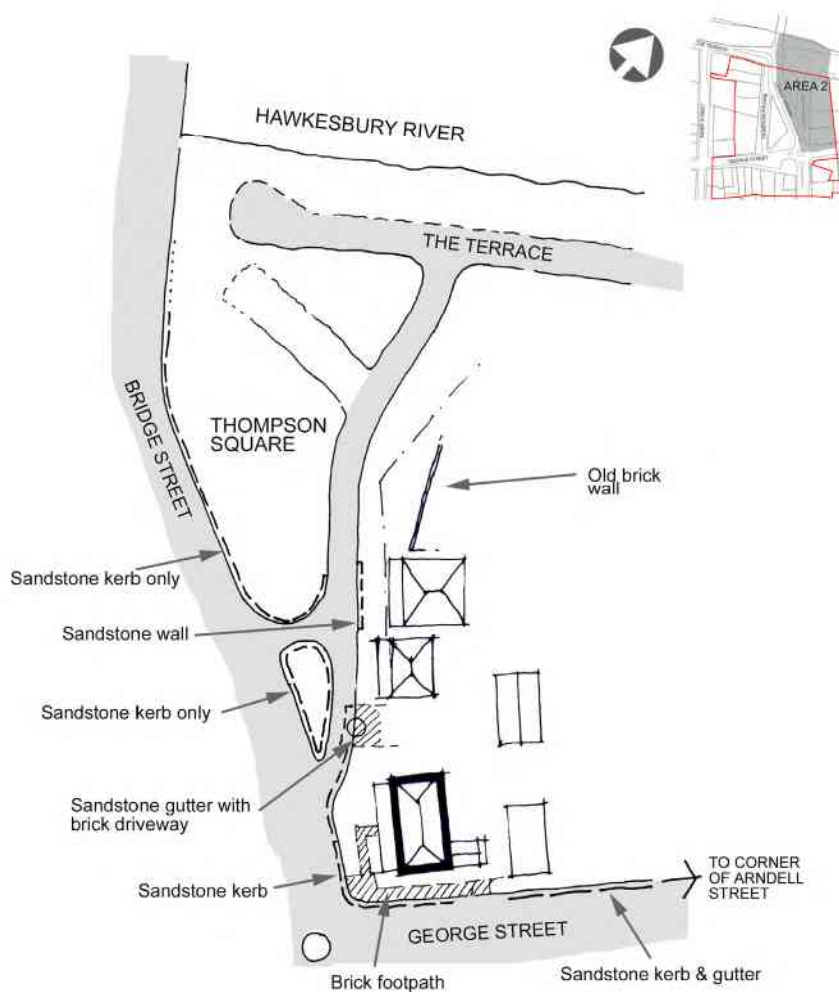 HAWKESBURY RIVER
AREA 2
GEORGE STREET
THE TERRACE
BRIDGE STREET
THOMPSON
SQUARE
Old brick
wall
Sandstone kerb only
Sandstone wall
Sandstone kerb only
Sandstone gutter with
brick driveway
Sandstone kerb
TO CORNER
OF ARNDELL
STREET
GEORGE STREET
Brick footpath
Sandstone kerb & gutter